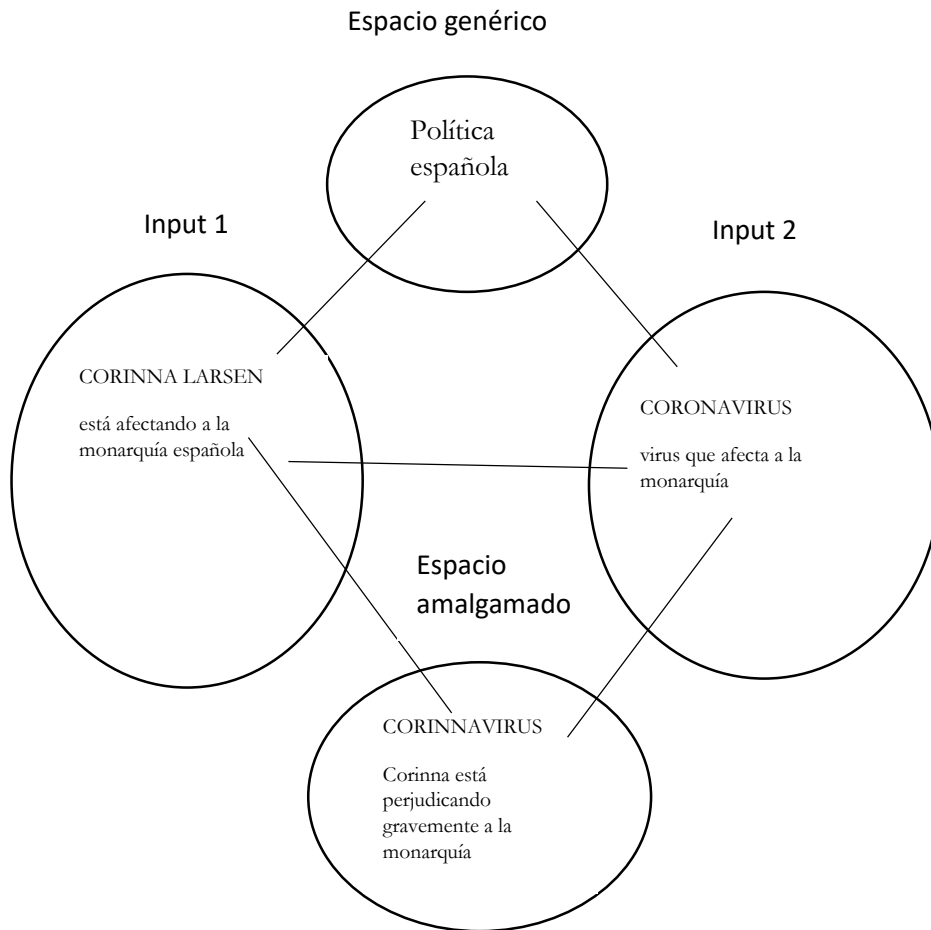 Espacio genérico
Política
española
Input 1
Input 2
CORINNA LARSEN
está afectando a la
monarquía española
CORONAVIRUS
virus que afecta a la
monarquía
Espacio
amalgamado
CORINNAVIRUS
Corinna está
perjudicando
gravemente a la
monarquía